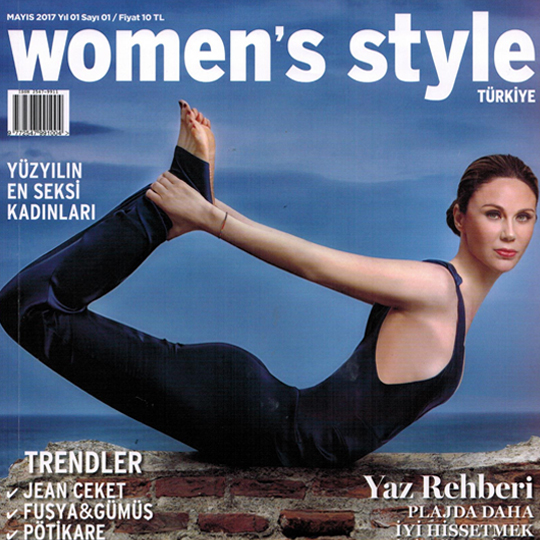 MAYIS 2017 Yıl 01 Sayı 01 / Fiyat 10 TL
women's style
TÜRKİYE
YÜZYILIN
EN SEKSİ
KADINLARI
TRENDLER
✓ JEAN CEKET
✓ FUŞYA&GÜMÜŞ
✓ PÖTİKARE
Yaz Rehberi
PLAJDA DAHA
İYİ HİSSETMEK